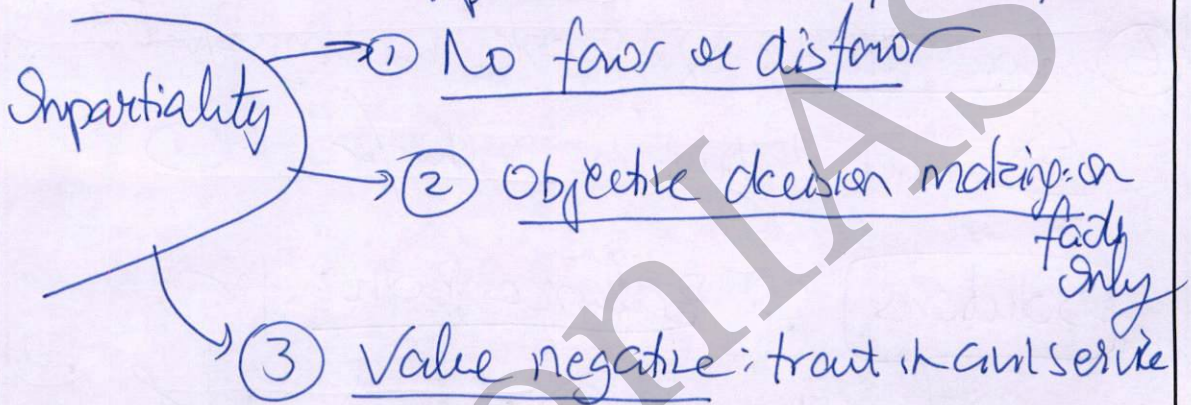 Impartiality
→ ① No favor or disfavor
→ ② Objective decision making: on
facts
only
→ ③ Value negative: trait in civil service
onIAS